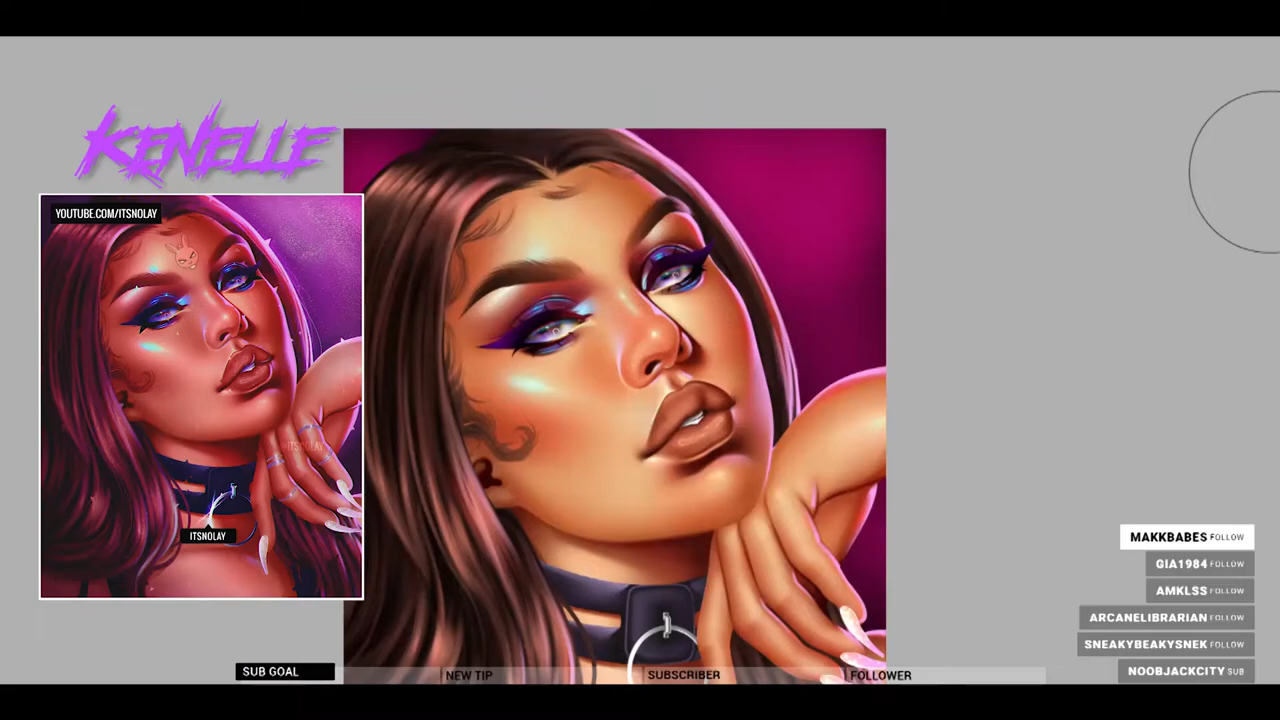 KENELLE
YOUTUBE.COM/ITSNOLAY
ITSNOLAY
ITSNOLAY
MAKKBABES FOLLOW
GIA1984 FOLLOW
AMKLSS FOLLOW
ARCANELIBRARIAN FOLLOW
SNEAKYBEAKYSNEK FOLLOW
NOOBJACKCITY SUB
SUB GOAL
NEW TIP
SUBSCRIBER
FOLLOWER